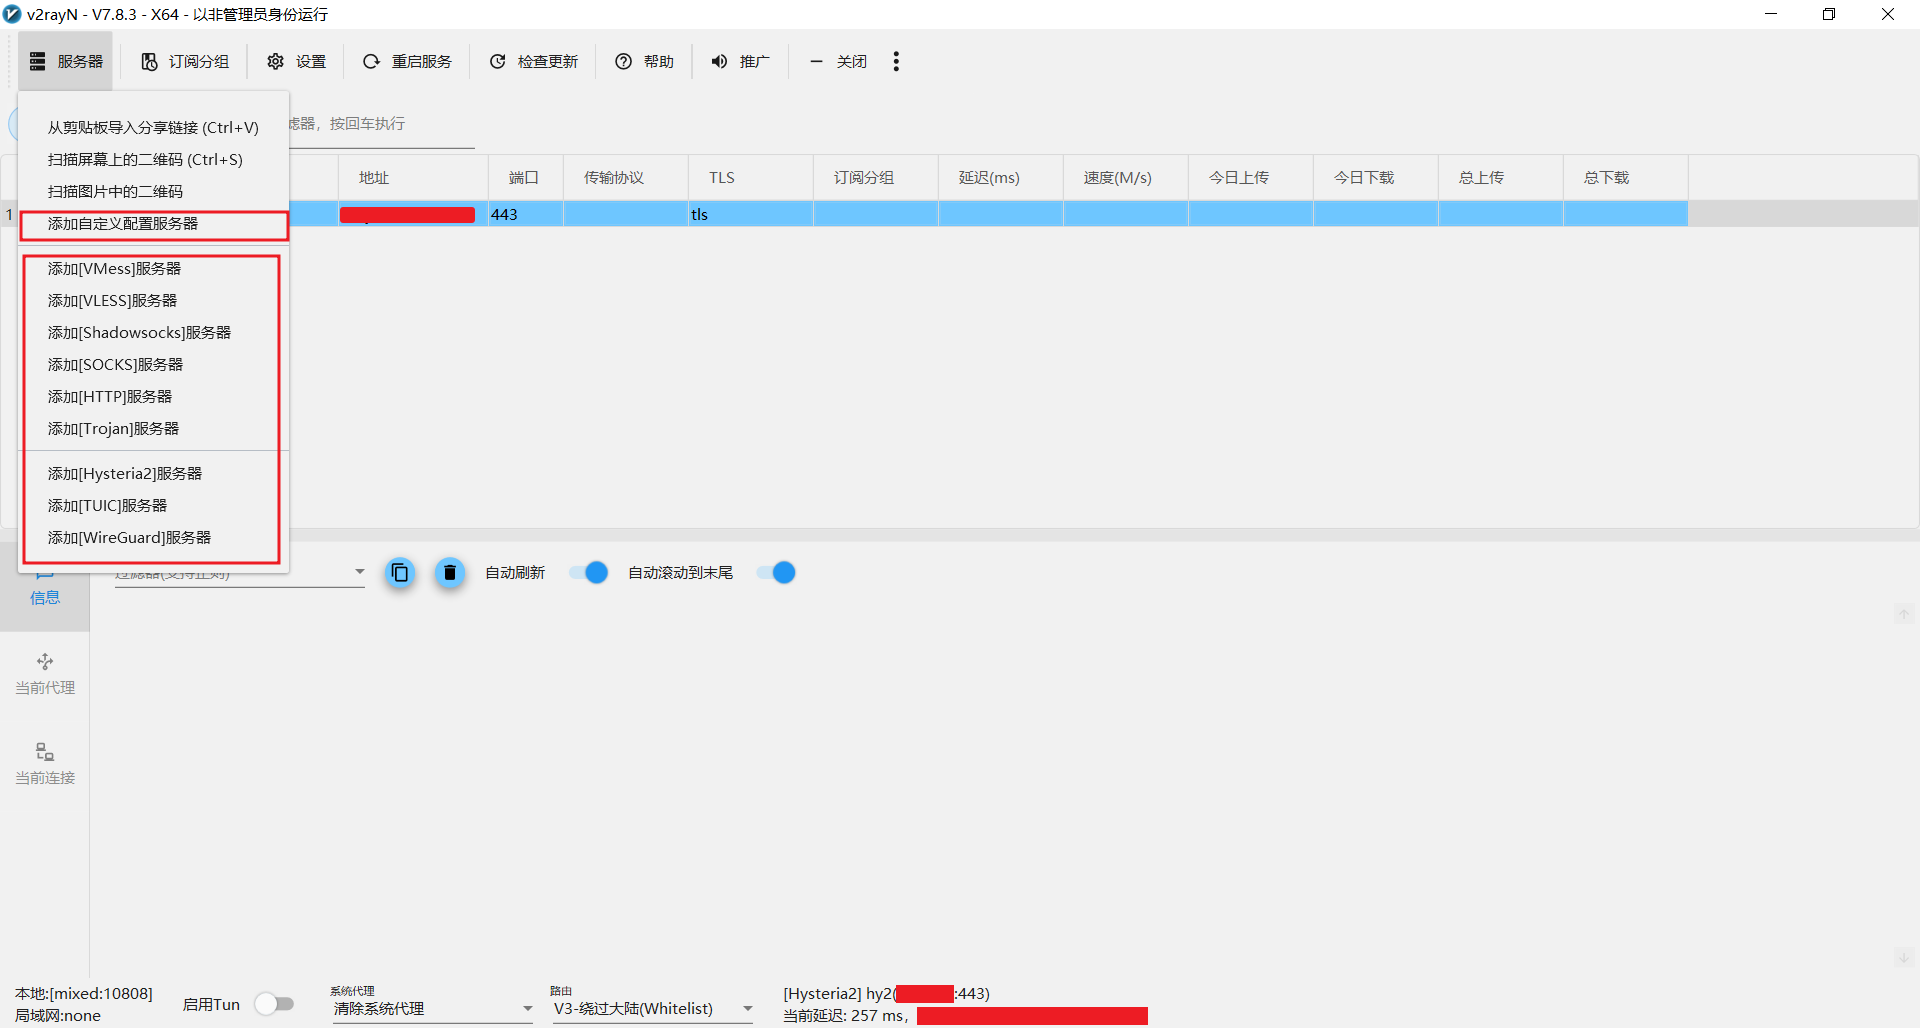 v2rayN - V7.8.3 - X64 - 以非管理员身份运行
服务器
订阅分组
设置
重启服务
检查更新
帮助
推广
关闭
从剪贴板导入分享链接 (Ctrl+V)
扫描屏幕上的二维码 (Ctrl+S)
扫描图片中的二维码
添加自定义配置服务器
添加[VMess]服务器
添加[VLESS]服务器
添加[Shadowsocks]服务器
添加[SOCKS]服务器
添加[HTTP]服务器
添加[Trojan]服务器
添加[Hysteria2]服务器
添加[TUIC]服务器
添加[WireGuard]服务器
滤器，按回车执行
地址
端口
传输协议
TLS
订阅分组
延迟(ms)
速度(M/s)
今日上传
今日下载
总上传
总下载
1
443
tls
过滤器(支持正则)
自动刷新
自动滚动到末尾
信息
当前代理
当前连接
本地:[mixed:10808]
局域网:none
启用Tun
系统代理
清除系统代理
路由
V3-绕过大陆(Whitelist)
[Hysteria2] hy2(
:443)
当前延迟: 257 ms，